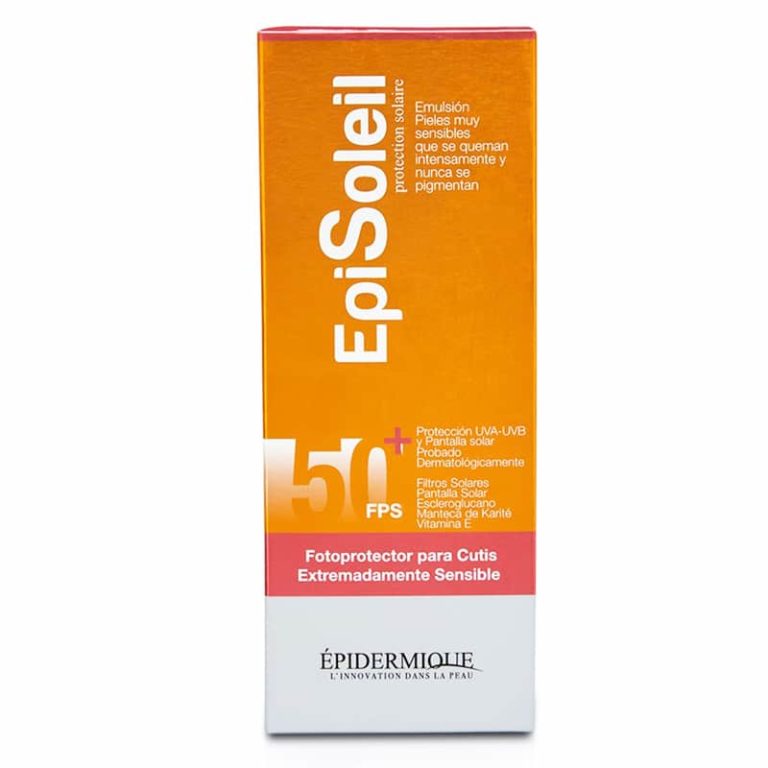 EpiSoleil
protection solaire
Emulsión
Pieles muy
sensibles
que se queman
intensamente y
nunca se
pigmentan
50+
FPS
Protección UVA-UVB
y Pantalla solar
Probado
Dermatológicamente
Filtros Solares
Pantalla Solar
Escleroglucano
Manteca de Karité
Vitamina E
Fotoprotector para Cutis
Extremadamente Sensible
ÉPIDERMIQUE
L'INNOVATION DANS LA PEAU